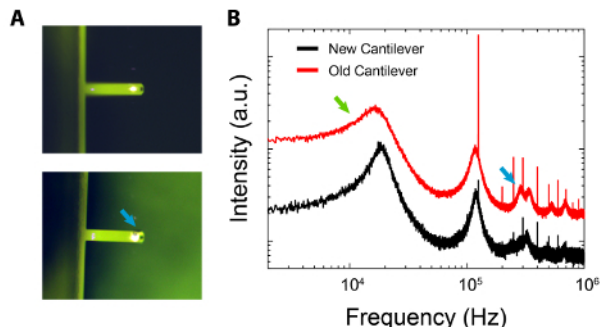 A
B
New Cantilever
Old Cantilever
Intensity (a.u.)
10⁴
10⁵
10⁶
Frequency (Hz)